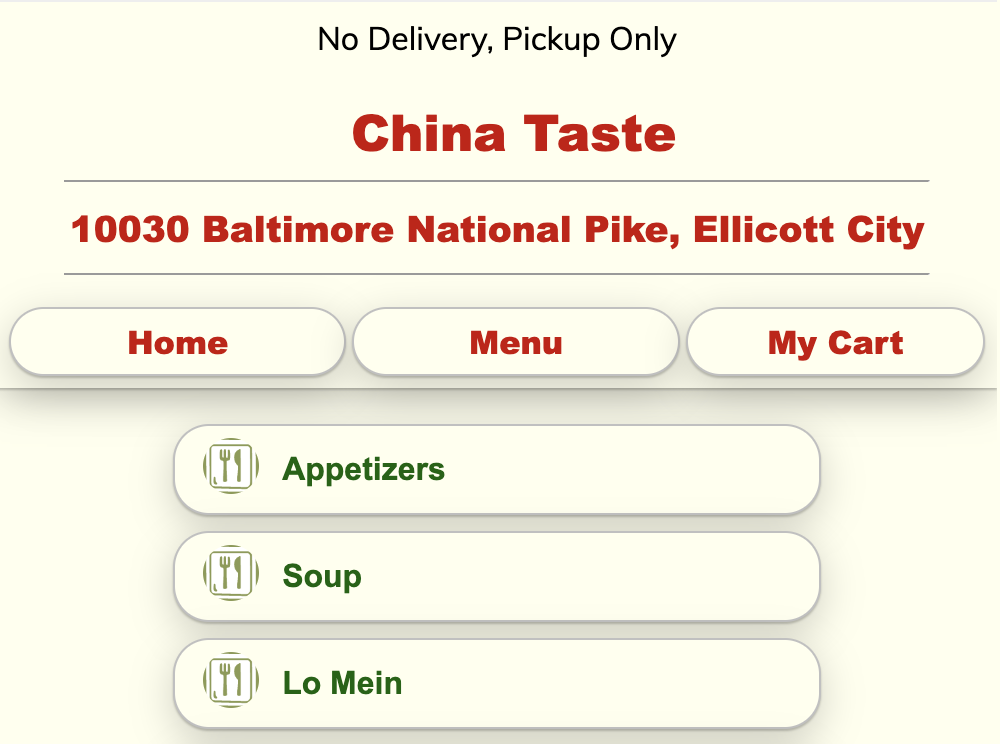 No Delivery, Pickup Only
China Taste
10030 Baltimore National Pike, Ellicott City
Home Menu My Cart
Appetizers
Soup
Lo Mein